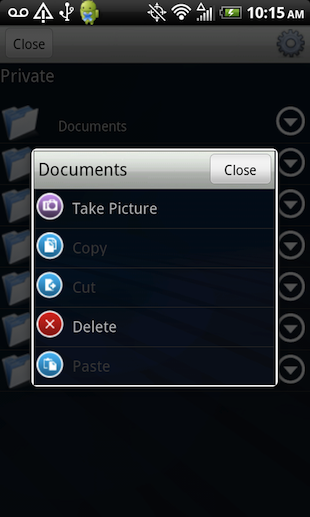 10:15 AM
Close
Private
Documents
Documents
Close
Take Picture
Copy
Cut
Delete
Paste